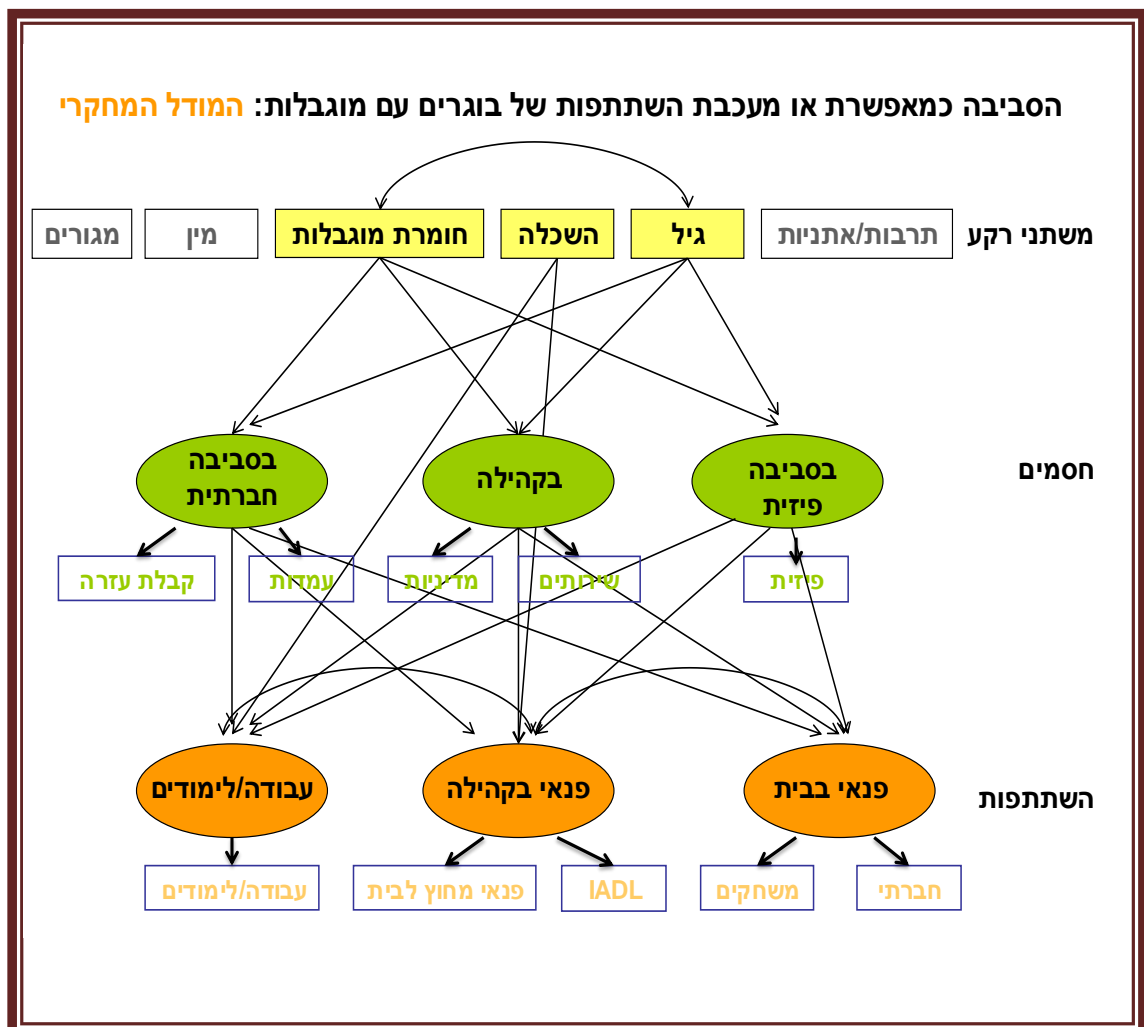 הסביבה כמאפשרת או מעכבת השתתפות של בוגרים עם מוגבלות: המודל המחקרי
משתני רקע
תרבות/אתניות
גיל
השכלה
חומרת מוגבלות
מין
מגורים
חסמים
בסביבה
פיזית
בקהילה
בסביבה
חברתית
פיזית
שירותים
מדיניות
עמדות
קבלת עזרה
השתתפות
פנאי בבית
פנאי בקהילה
עבודה/לימודים
חברתי
משחקים
IADL
פנאי מחוץ לבית
עבודה/לימודים